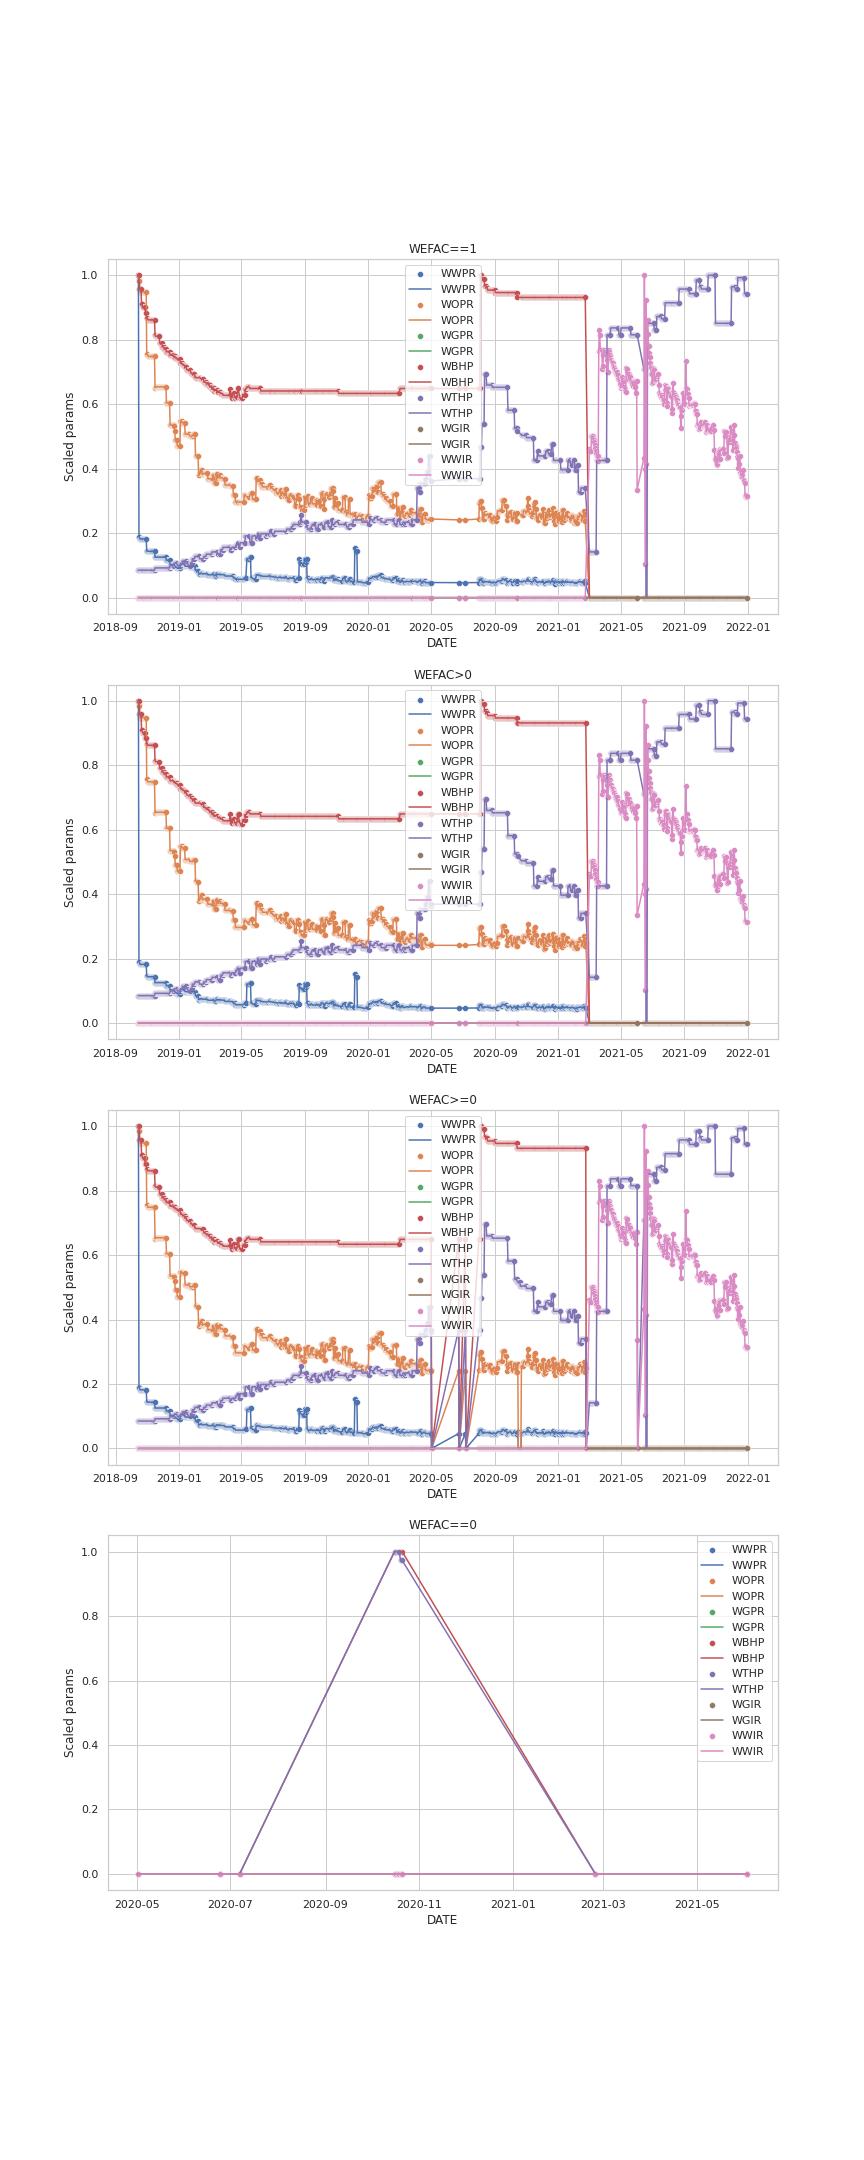 WEFAC==1
Scaled params
1.0
0.8
0.6
0.4
0.2
0.0
WWPR
WWPR
WOPR
WOPR
WGPR
WGPR
WBHP
WBHP
WTHP
WTHP
WGIR
WGIR
WWIR
WWIR
2018-09 2019-01 2019-05 2019-09 2020-01 2020-05 2020-09 2021-01 2021-05 2021-09 2022-01
DATE
WEFAC>0
Scaled params
1.0
0.8
0.6
0.4
0.2
0.0
WWPR
WWPR
WOPR
WOPR
WGPR
WGPR
WBHP
WBHP
WTHP
WTHP
WGIR
WGIR
WWIR
WWIR
2018-09 2019-01 2019-05 2019-09 2020-01 2020-05 2020-09 2021-01 2021-05 2021-09 2022-01
DATE
WEFAC>=0
Scaled params
1.0
0.8
0.6
0.4
0.2
0.0
WWPR
WWPR
WOPR
WOPR
WGPR
WGPR
WBHP
WBHP
WTHP
WTHP
WGIR
WGIR
WWIR
WWIR
2018-09 2019-01 2019-05 2019-09 2020-01 2020-05 2020-09 2021-01 2021-05 2021-09 2022-01
DATE
WEFAC==0
Scaled params
1.0
0.8
0.6
0.4
0.2
0.0
WWPR
WWPR
WOPR
WOPR
WGPR
WGPR
WBHP
WBHP
WTHP
WTHP
WGIR
WGIR
WWIR
WWIR
2020-05 2020-07 2020-09 2020-11 2021-01 2021-03 2021-05
DATE